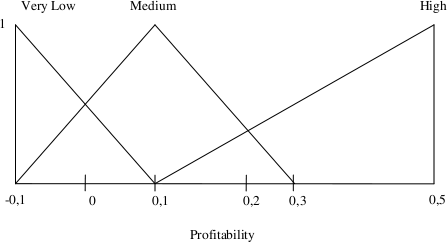 Very Low Medium High
1
-0,1 0 0,1 0,2 0,3 0,5
Profitability